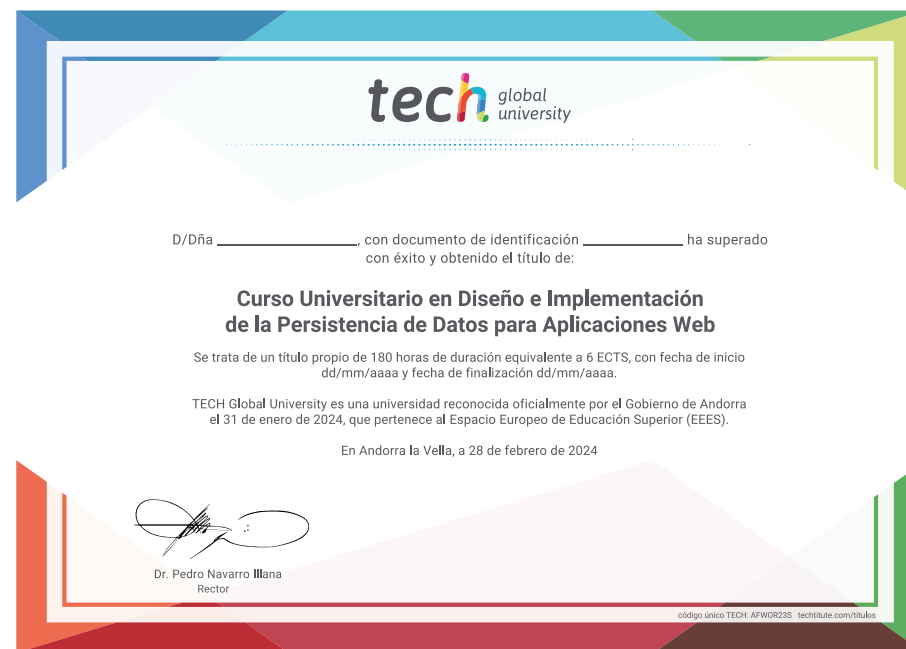 tech global university
D/Dña ____________________, con documento de identificación ______________ ha superado
con éxito y obtenido el título de:
Curso Universitario en Diseño e Implementación
de la Persistencia de Datos para Aplicaciones Web
Se trata de un título propio de 180 horas de duración equivalente a 6 ECTS, con fecha de inicio
dd/mm/aaaa y fecha de finalización dd/mm/aaaa.
TECH Global University es una universidad reconocida oficialmente por el Gobierno de Andorra
el 31 de enero de 2024, que pertenece al Espacio Europeo de Educación Superior (EEES).
En Andorra la Vella, a 28 de febrero de 2024
Dr. Pedro Navarro Illana
Rector
código único TECH: AFWOR23S techtitute.com/titulos